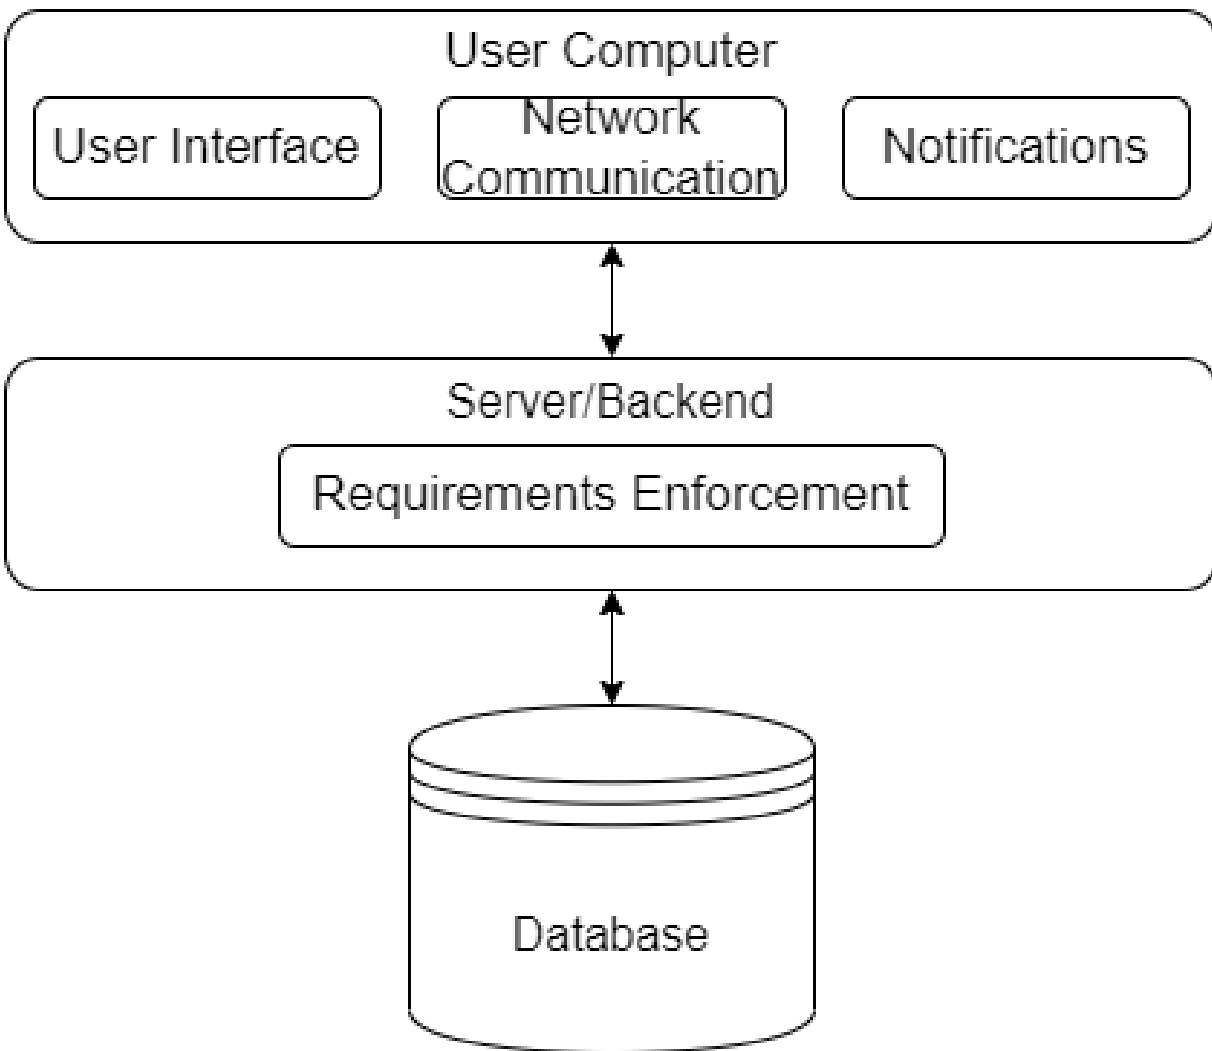 User Computer
User Interface
Network
Communication
Notifications
Server/Backend
Requirements Enforcement
Database